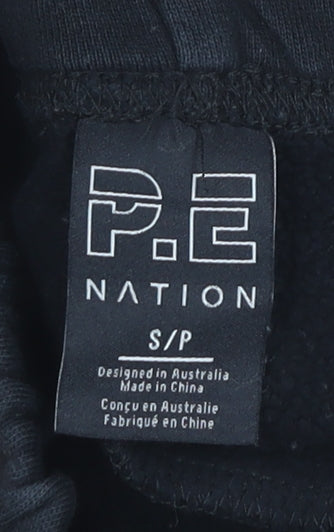 P.E
NATION
S/P
Designed in Australia
Made in China
Conçu en Australie
Fabriqué en Chine